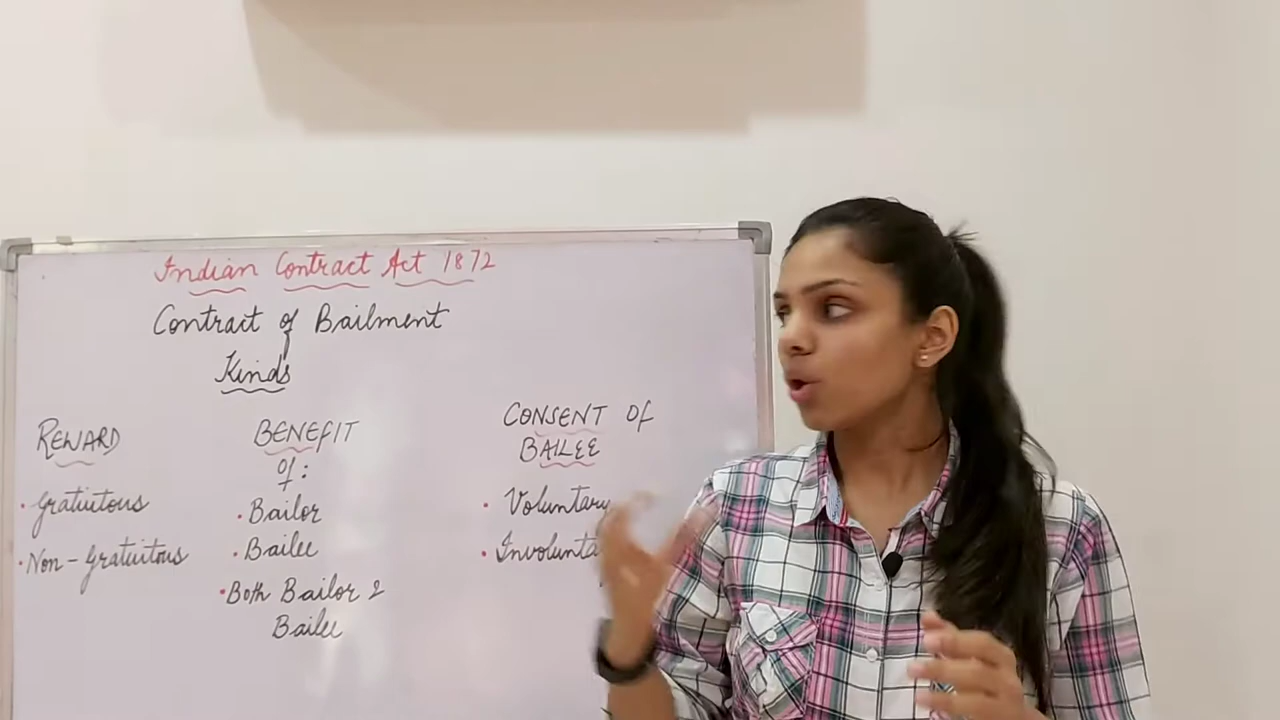 Indian Contract Act 1872
Contract of Bailment
Kinds
REWARD
• Gratuitous
• Non-Gratuitous
BENEFIT
of:
• Bailor
• Bailee
• Both Bailor &
Bailee
CONSENT OF
BAILEE
• Voluntary
• Involunta